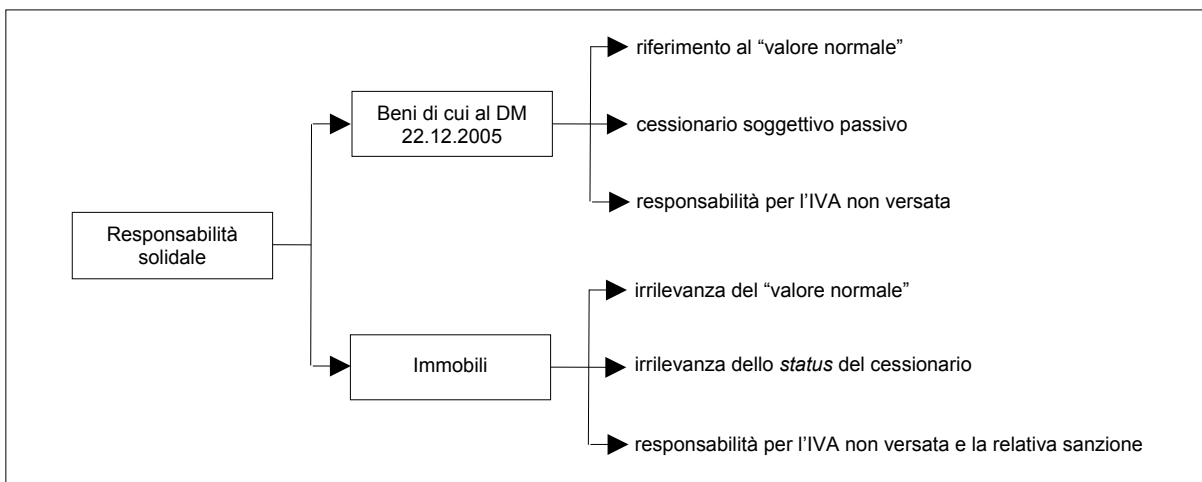 riferimento al “valore normale”
Beni di cui al DM
22.12.2005
cessionario soggettivo passivo
responsabilità per l’IVA non versata
Responsabilità
solidale
irrilevanza del “valore normale”
Immobili
irrilevanza dello status del cessionario
responsabilità per l’IVA non versata e la relativa sanzione